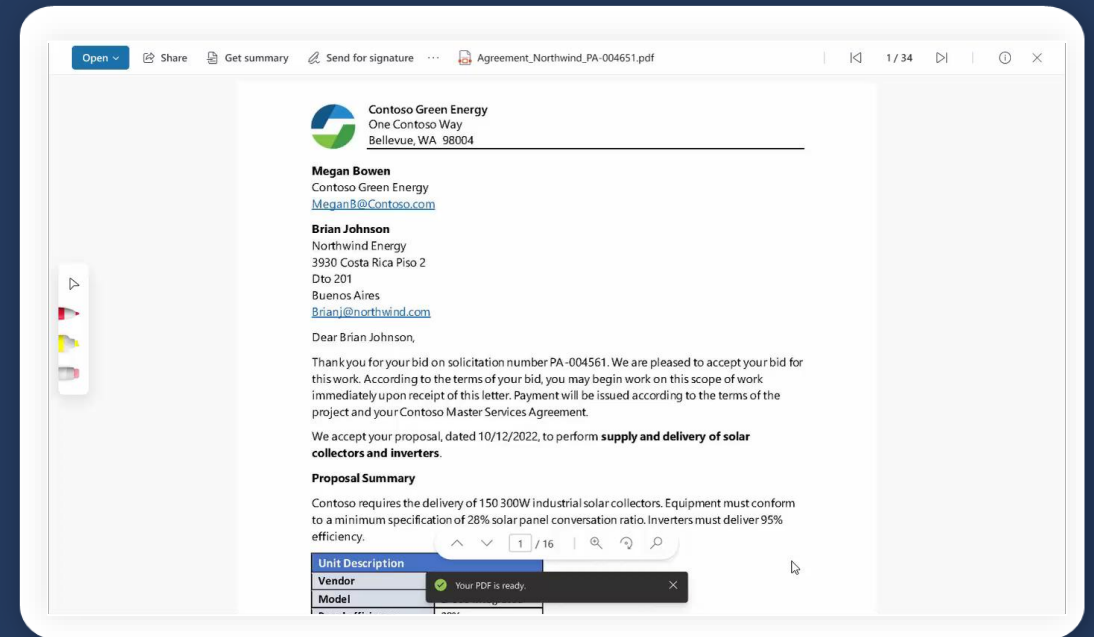 Open Share Get summary Send for signature ... Agreement_Northwind_PA-004651.pdf 1 / 34
Contoso Green Energy
One Contoso Way
Bellevue, WA 98004
Megan Bowen
Contoso Green Energy
MeganB@Contoso.com
Brian Johnson
Northwind Energy
3930 Costa Rica Piso 2
Dto 201
Buenos Aires
Brianj@northwind.com
Dear Brian Johnson,
Thank you for your bid on solicitation number PA-004561. We are pleased to accept your bid for
this work. According to the terms of your bid, you may begin work on this scope of work
immediately upon receipt of this letter. Payment will be issued according to the terms of the
project and your Contoso Master Services Agreement.
We accept your proposal, dated 10/12/2022, to perform supply and delivery of solar
collectors and inverters.
Proposal Summary
Contoso requires the delivery of 150 300W industrial solar collectors. Equipment must conform
to a minimum specification of 28% solar panel conversation ratio. Inverters must deliver 95%
efficiency.
1 / 16
Unit Description
Vendor
Your PDF is ready.
Model